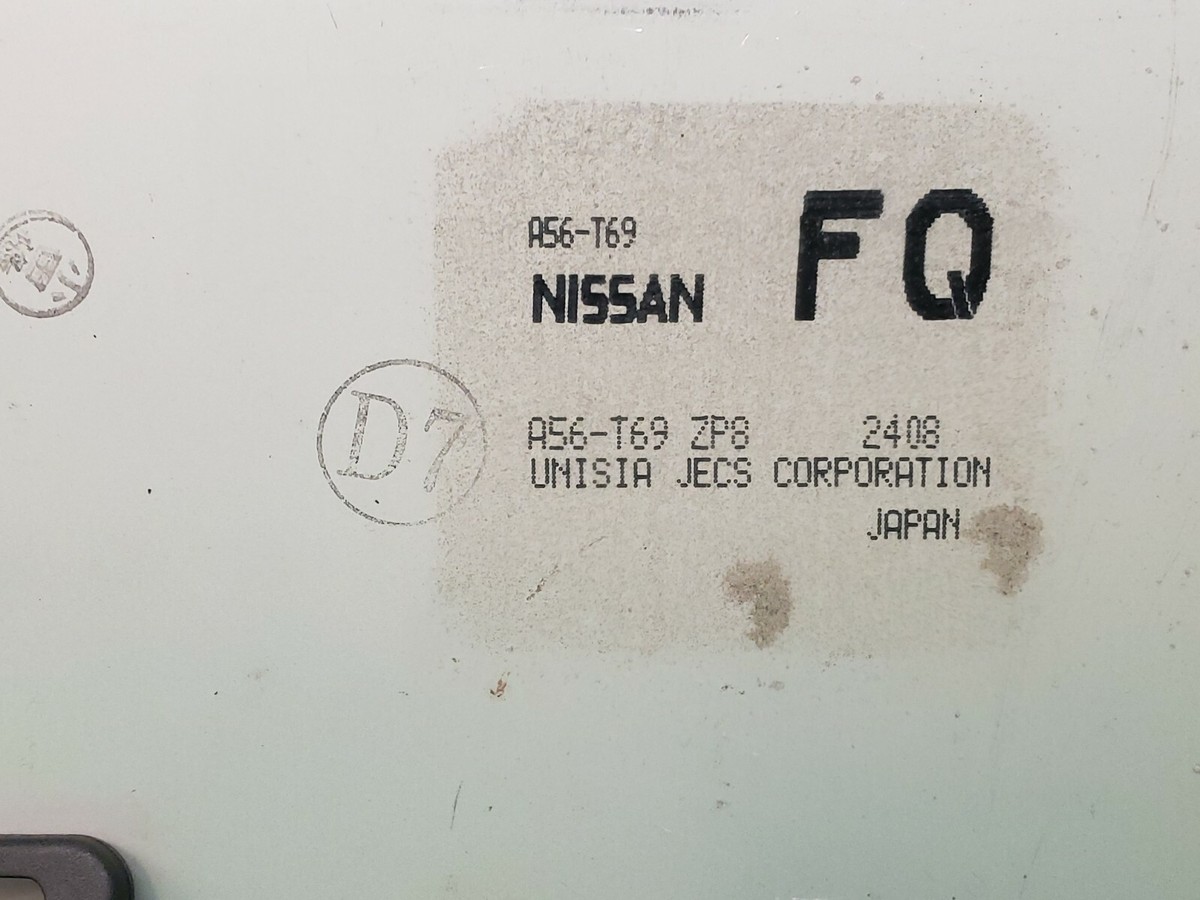 A56-T69
FQ
NISSAN
D7
A56-T69 ZP8 2408
UNISIA JECS CORPORATION
JAPAN